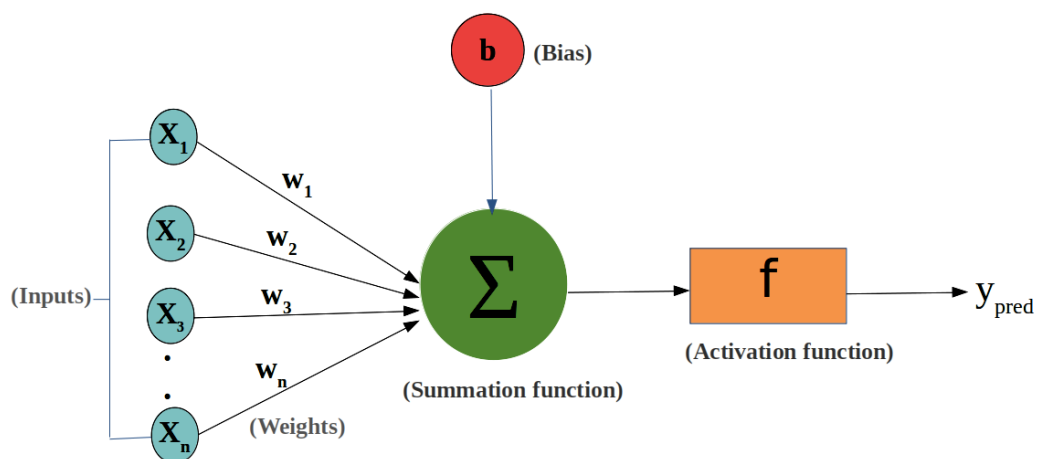 b
(Bias)
X1
w1
X2
w2
(Inputs)
X3
w3
Σ
f
ypred
(Activation function)
wn
(Summation function)
Xn
(Weights)